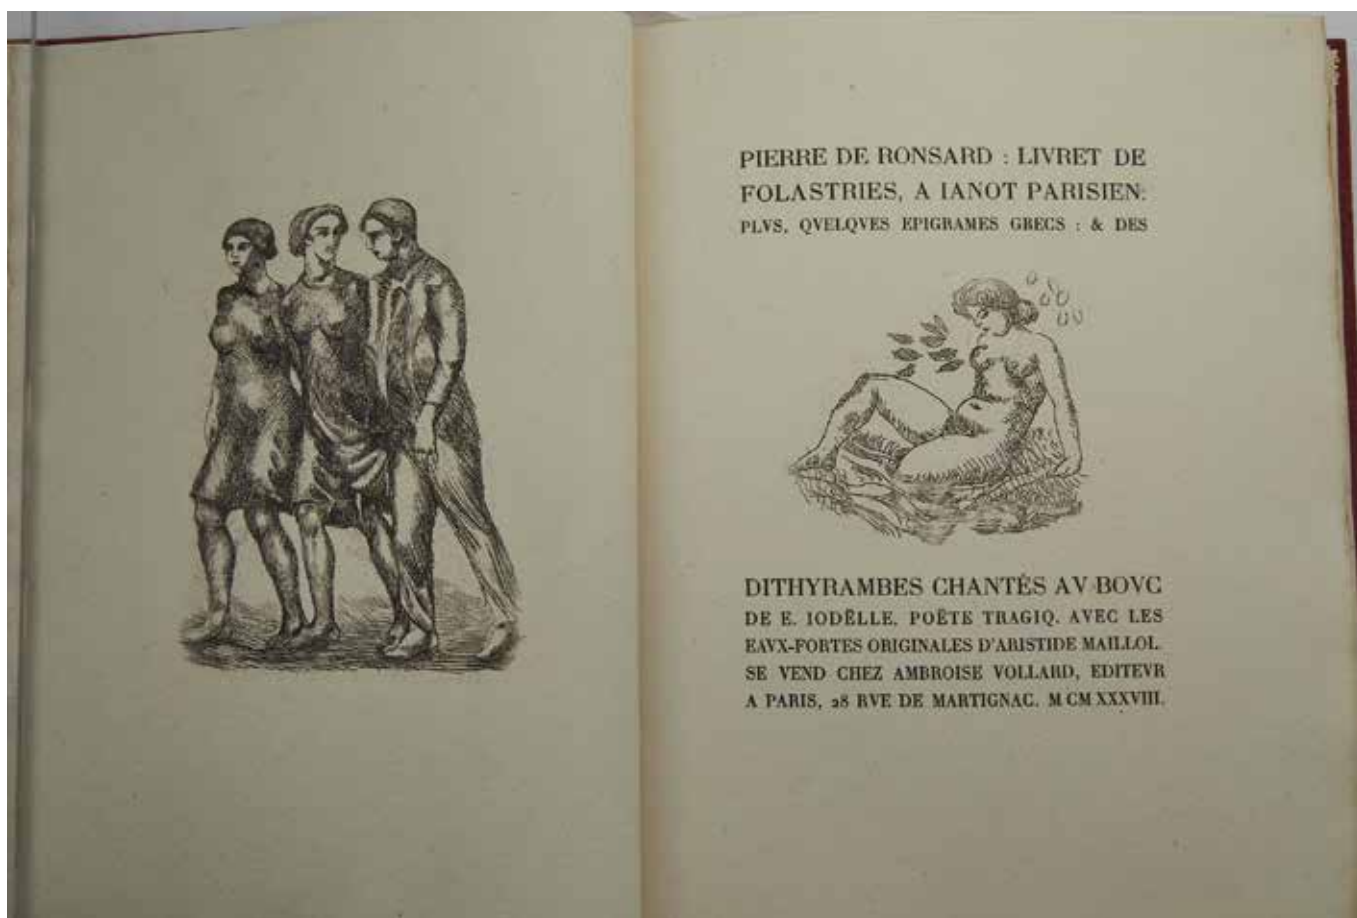 PIERRE DE RONSARD : LIVRET DE
FOLASTRIES, A IANOT PARISIEN:
PLVS, QVELQVES EPIGRAMES GRECS : & DES
DITHYRAMBES CHANTÉS AV BOVC
DE E. IODËLLE, POËTE TRAGIQ. AVEC LES
EAVX-FORTES ORIGINALES D'ARISTIDE MAILLOL.
SE VEND CHEZ AMBROISE VOLLARD, EDITEVR
A PARIS, 28 RVE DE MARTIGNAC. M CM XXXVIII.